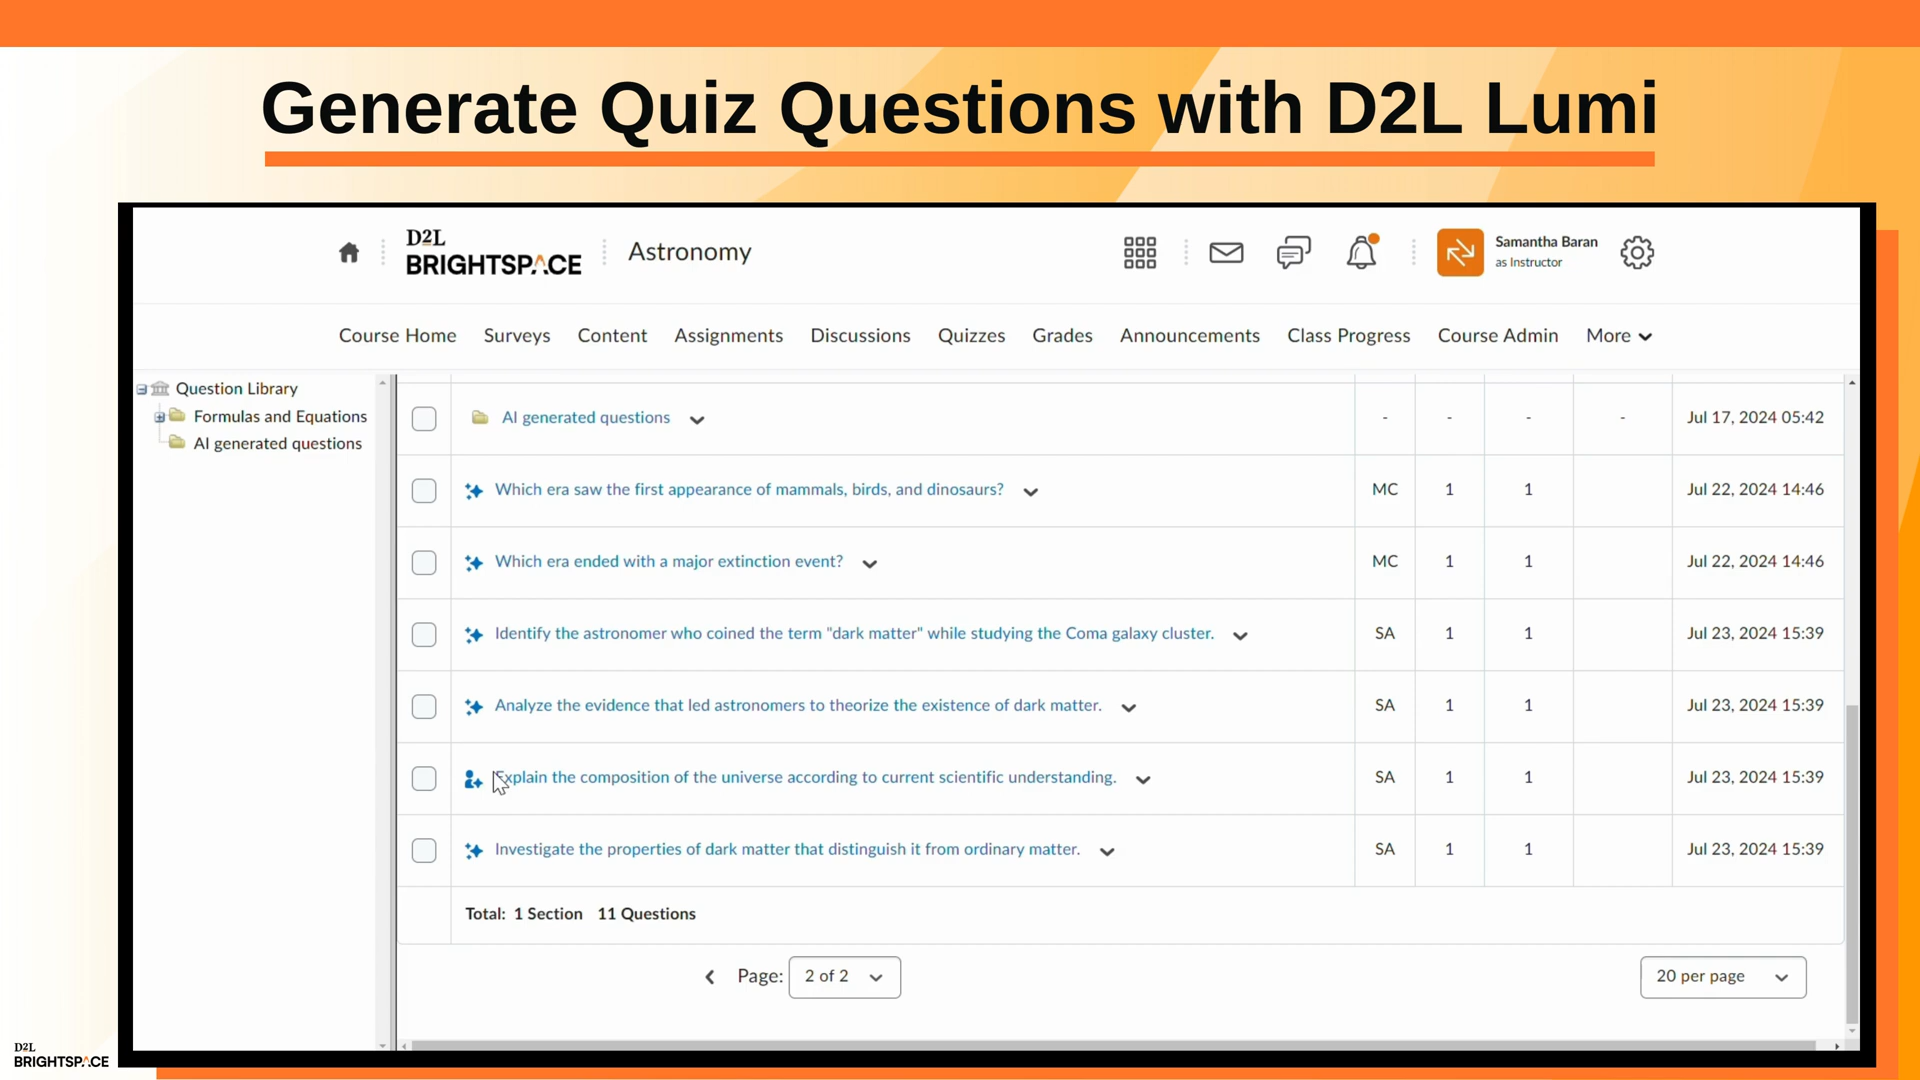 Generate Quiz Questions with D2L Lumi
D2L
BRIGHTSPACE
Astronomy
Samantha Baran
as Instructor
Course Home Surveys Content Assignments Discussions Quizzes Grades Announcements Class Progress Course Admin More
Question Library
Formulas and Equations
AI generated questions
AI generated questions - - - - Jul 17, 2024 05:42
Which era saw the first appearance of mammals, birds, and dinosaurs? MC 1 1 Jul 22, 2024 14:46
Which era ended with a major extinction event? MC 1 1 Jul 22, 2024 14:46
Identify the astronomer who coined the term "dark matter" while studying the Coma galaxy cluster. SA 1 1 Jul 23, 2024 15:39
Analyze the evidence that led astronomers to theorize the existence of dark matter. SA 1 1 Jul 23, 2024 15:39
Explain the composition of the universe according to current scientific understanding. SA 1 1 Jul 23, 2024 15:39
Investigate the properties of dark matter that distinguish it from ordinary matter. SA 1 1 Jul 23, 2024 15:39
Total: 1 Section 11 Questions
Page: 2 of 2
20 per page
D2L
BRIGHTSPACE